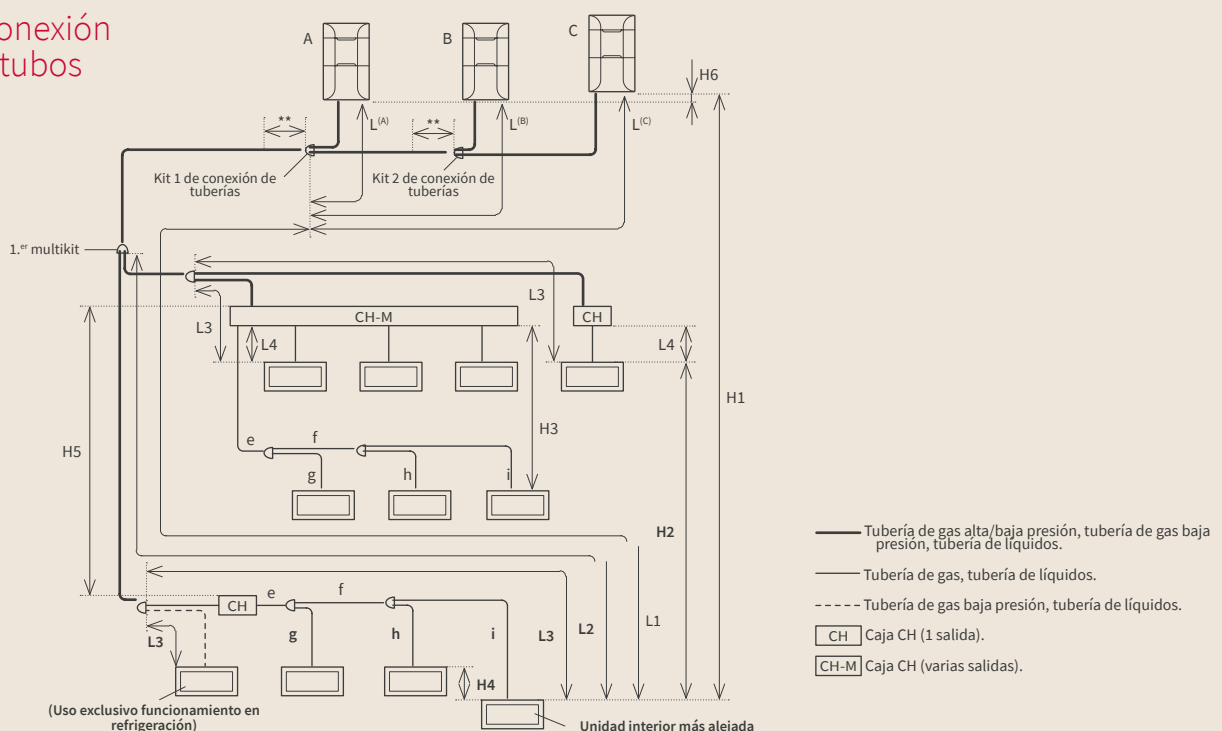 onexión
tubos
A
B
C
H6
**
**
L(A)
L(B)
L(C)
Kit 1 de conexión de
tuberías
Kit 2 de conexión de
tuberías
1.er multikit
L3
L3
CH-M
CH
L4
L4
H1
H5
H3
e
f
g
h
i
H2
Tubería de gas alta/baja presión, tubería de gas baja
presión, tubería de líquidos.
Tubería de gas, tubería de líquidos.
Tubería de gas baja presión, tubería de líquidos.
CH Caja CH (1 salida).
CH-M Caja CH (varias salidas).
CH
e
f
g
h
i
L3
L3
L2
L1
H4
(Uso exclusivo funcionamiento en
refrigeración)
Unidad interior más alejada